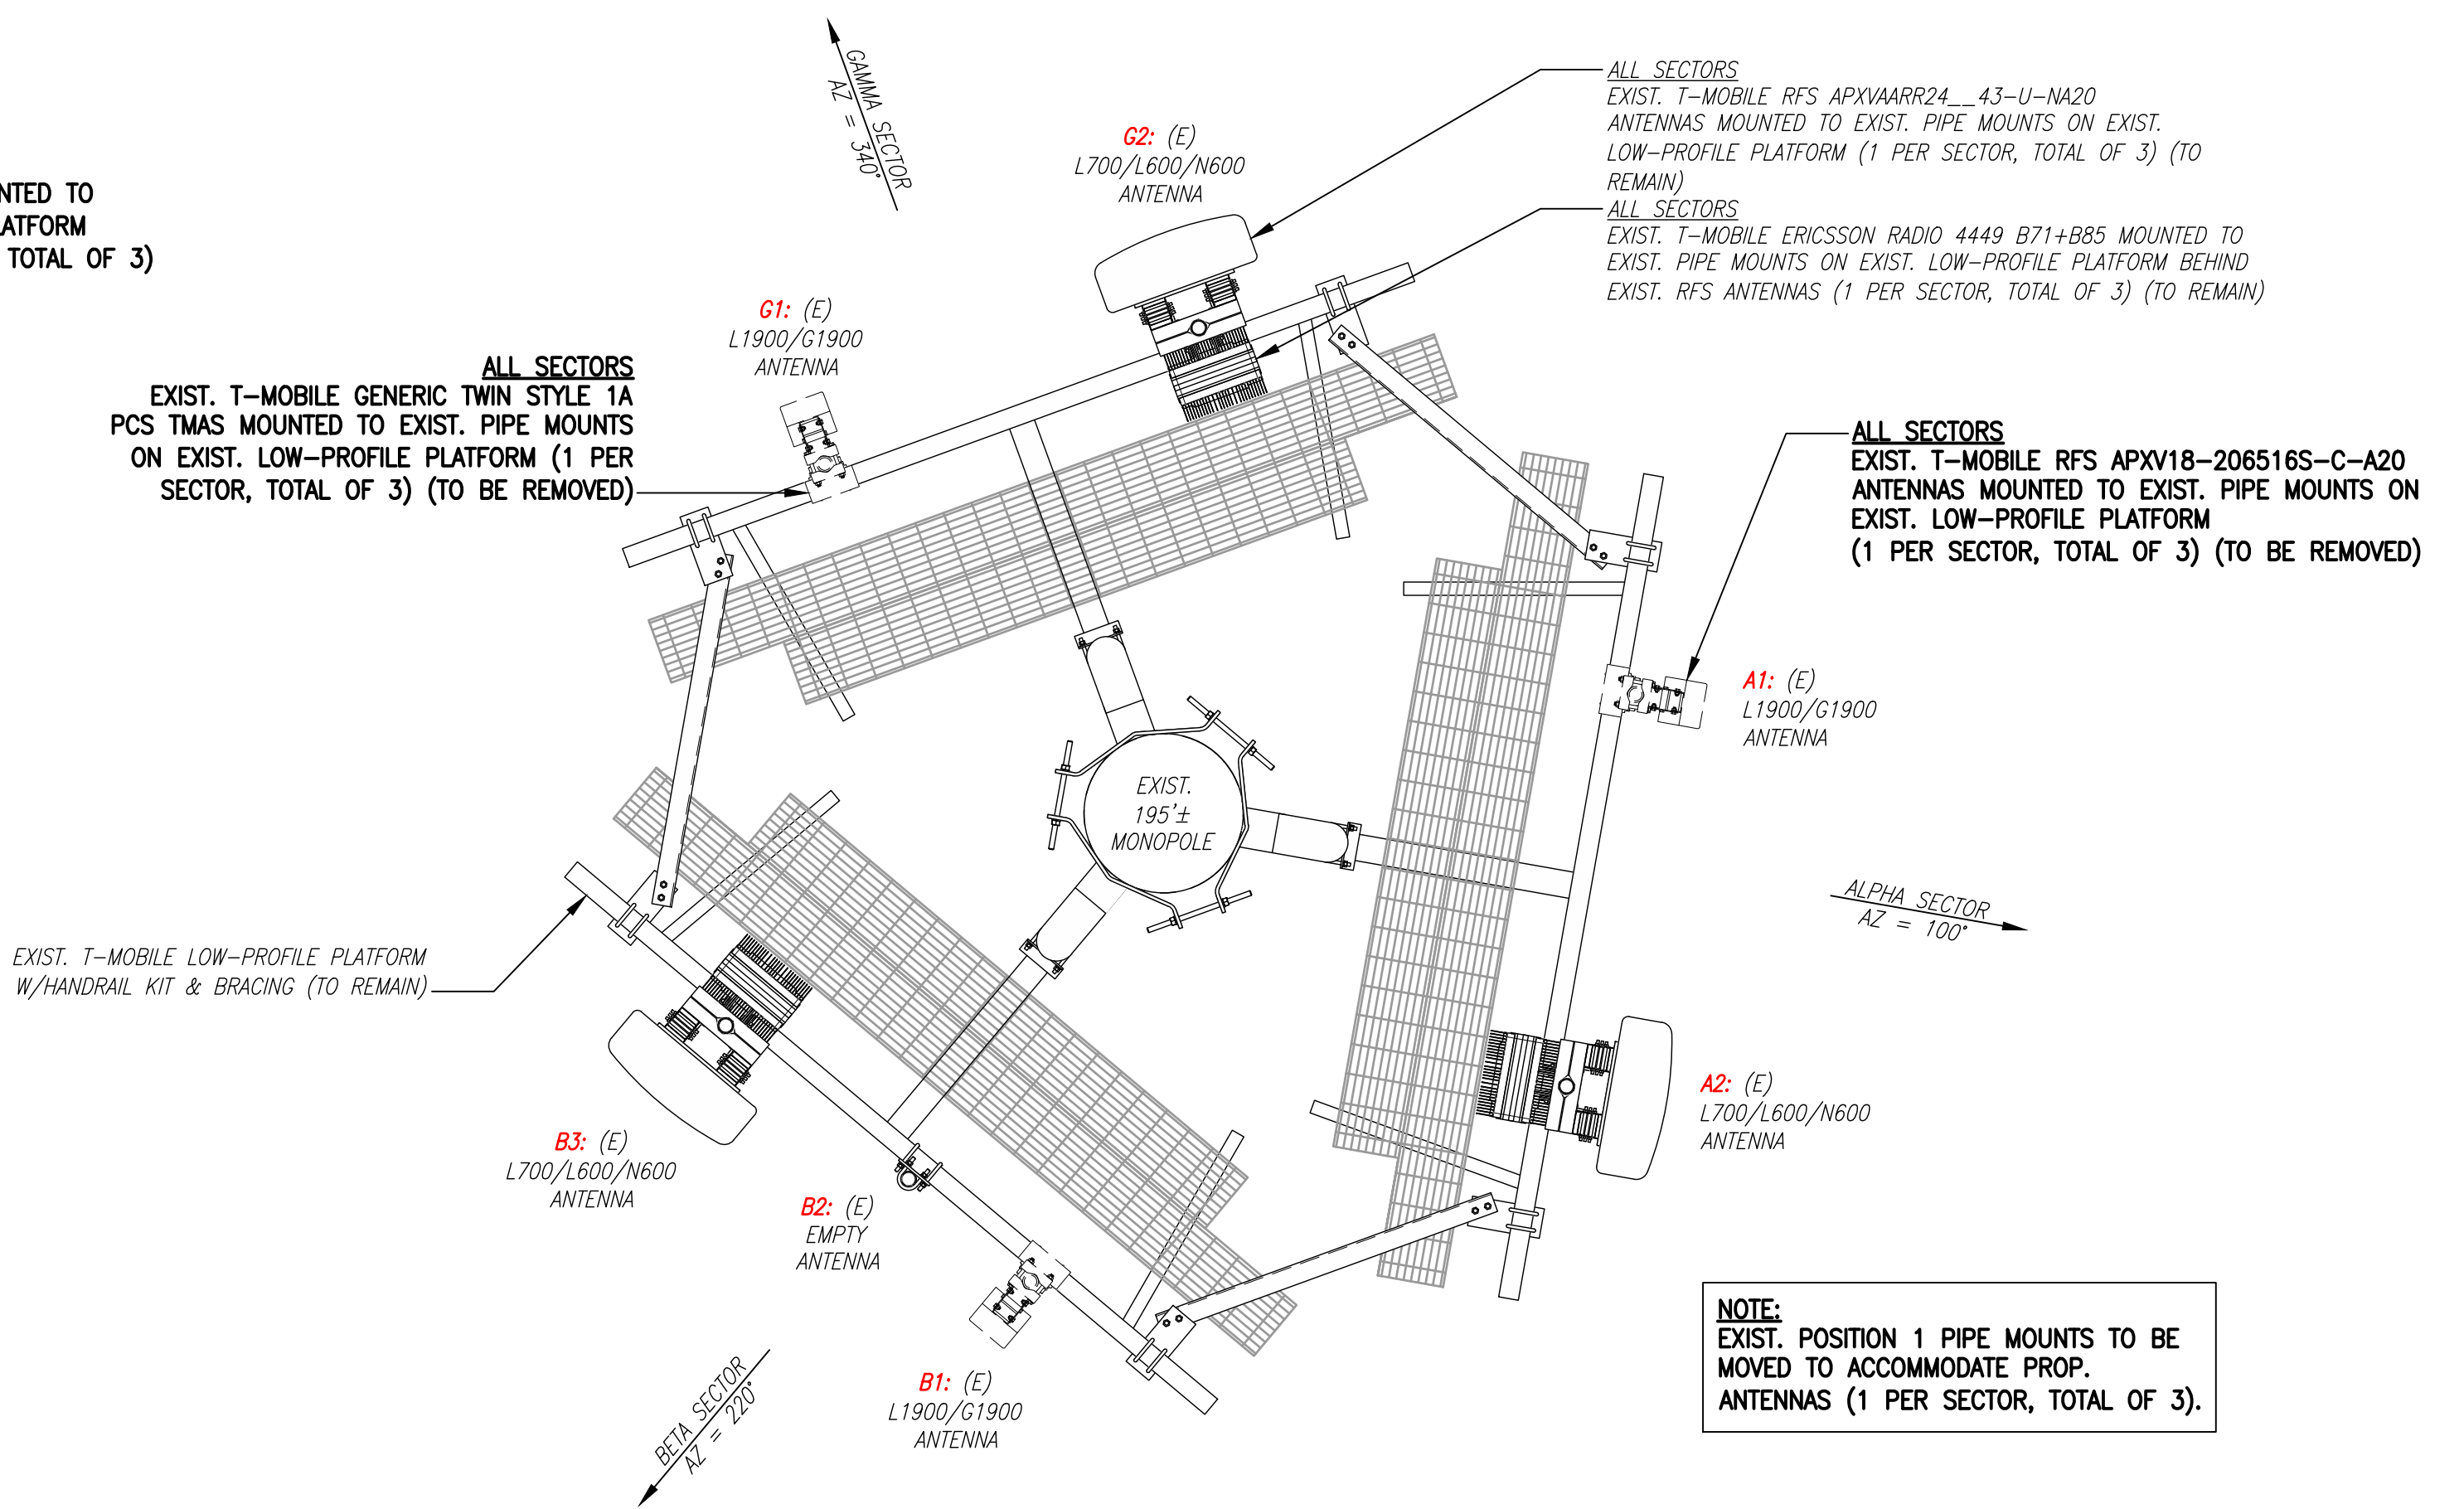 GAMMA SECTOR
AZ = 340°
ALL SECTORS
EXIST. T-MOBILE RFS APXVAARR24__43-U-NA20
ANTENNAS MOUNTED TO EXIST. PIPE MOUNTS ON EXIST.
LOW-PROFILE PLATFORM (1 PER SECTOR, TOTAL OF 3) (TO
REMAIN)
ALL SECTORS
EXIST. T-MOBILE ERICSSON RADIO 4449 B71+B85 MOUNTED TO
EXIST. PIPE MOUNTS ON EXIST. LOW-PROFILE PLATFORM BEHIND
EXIST. RFS ANTENNAS (1 PER SECTOR, TOTAL OF 3) (TO REMAIN)
G2: (E)
L700/L600/N600
ANTENNA
TO
TOTAL OF 3)
G1: (E)
L1900/G1900
ANTENNA
ALL SECTORS
EXIST. T-MOBILE GENERIC TWIN STYLE 1A
PCS TMAS MOUNTED TO EXIST. PIPE MOUNTS
ON EXIST. LOW-PROFILE PLATFORM (1 PER
SECTOR, TOTAL OF 3) (TO BE REMOVED)
ALL SECTORS
EXIST. T-MOBILE RFS APXV18-206516S-C-A20
ANTENNAS MOUNTED TO EXIST. PIPE MOUNTS ON
EXIST. LOW-PROFILE PLATFORM
(1 PER SECTOR, TOTAL OF 3) (TO BE REMOVED)
A1: (E)
L1900/G1900
ANTENNA
EXIST.
195'±
MONOPOLE
ALPHA SECTOR
AZ = 100°
EXIST. T-MOBILE LOW-PROFILE PLATFORM
W/HANDRAIL KIT & BRACING (TO REMAIN)
A2: (E)
L700/L600/N600
ANTENNA
B3: (E)
L700/L600/N600
ANTENNA
B2: (E)
EMPTY
ANTENNA
B1: (E)
L1900/G1900
ANTENNA
BETA SECTOR
AZ = 220°
NOTE:
EXIST. POSITION 1 PIPE MOUNTS TO BE
MOVED TO ACCOMMODATE PROP.
ANTENNAS (1 PER SECTOR, TOTAL OF 3).